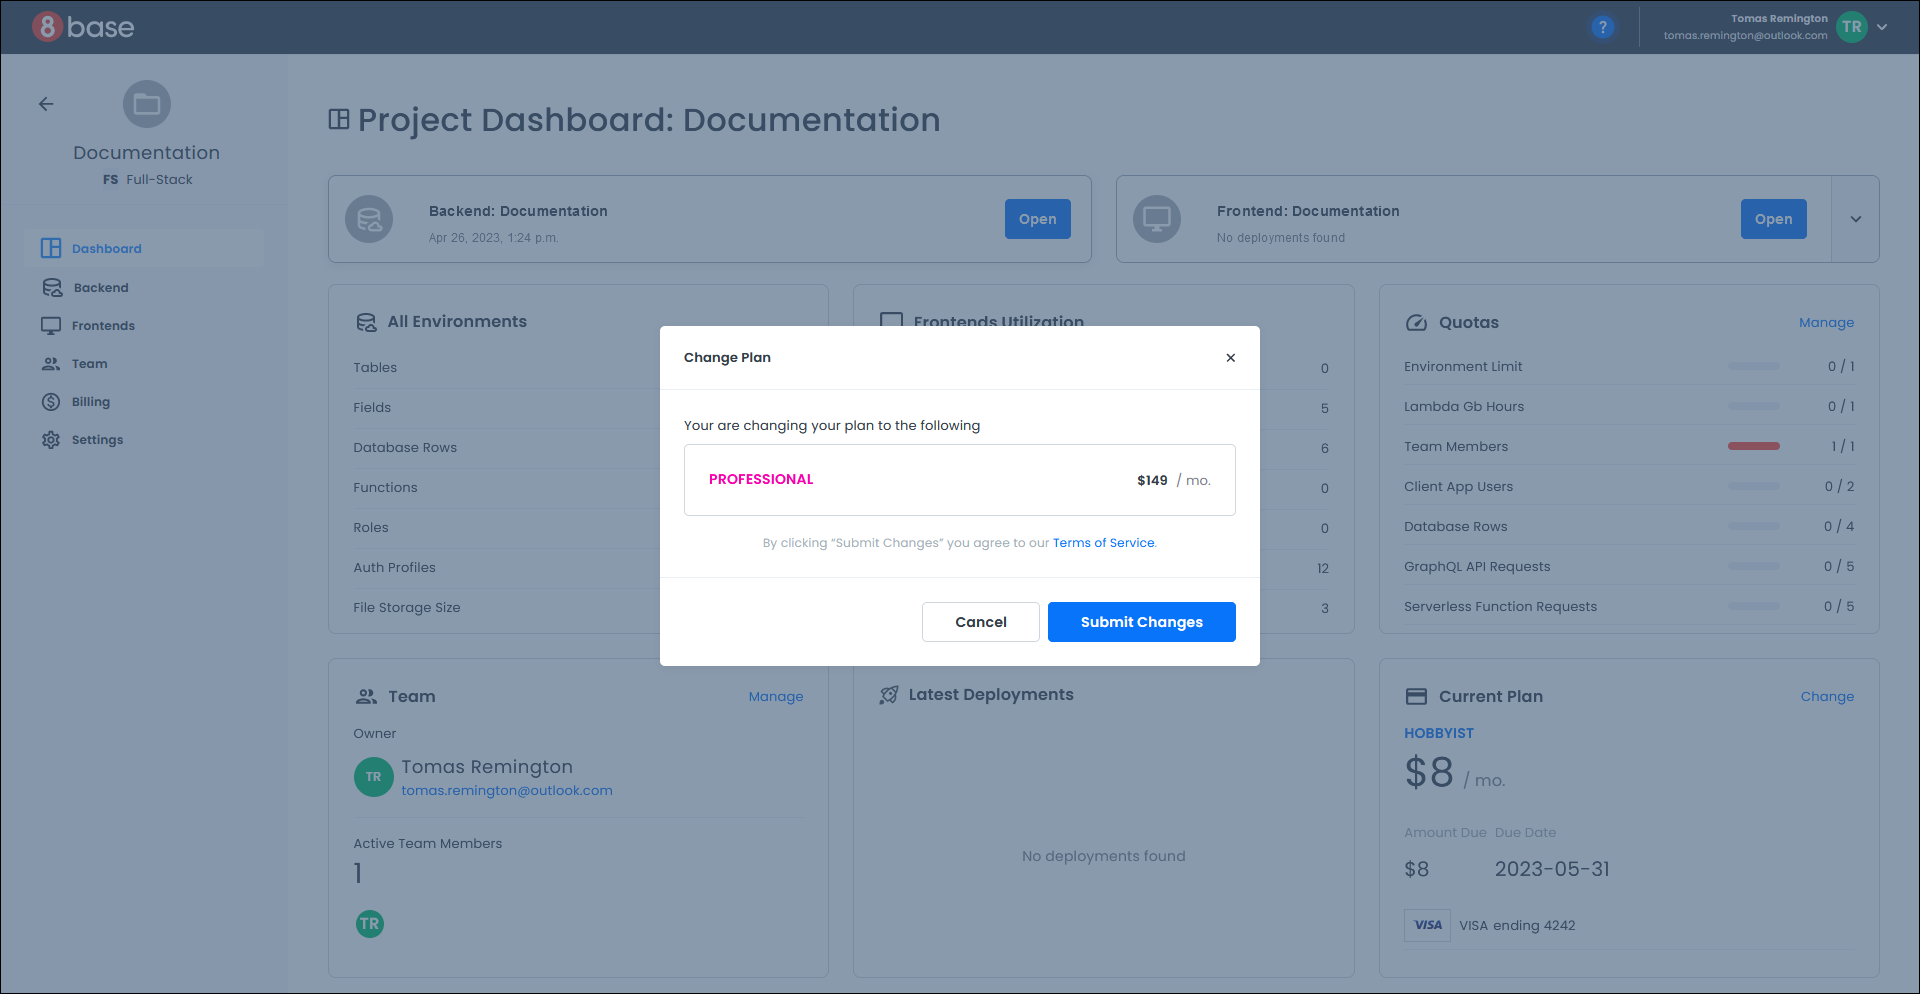 8base
?
Tomas Remington
tomas.remington@outlook.com
TR
Documentation
FS Full-Stack
Dashboard
Backend
Frontends
Team
Billing
Settings
Project Dashboard: Documentation
Backend: Documentation
Apr 26, 2023, 1:24 p.m.
Open
Frontend: Documentation
No deployments found
Open
All Environments
Tables
Fields
Database Rows
Functions
Roles
Auth Profiles
File Storage Size
Frontends Utilization
0
5
6
0
0
12
3
Quotas
Manage
Environment Limit 0 / 1
Lambda Gb Hours 0 / 1
Team Members 1 / 1
Client App Users 0 / 2
Database Rows 0 / 4
GraphQL API Requests 0 / 5
Serverless Function Requests 0 / 5
Change Plan
Your are changing your plan to the following
PROFESSIONAL $149 / mo.
By clicking “Submit Changes” you agree to our Terms of Service.
Cancel
Submit Changes
Team
Manage
Owner
TR
Tomas Remington
tomas.remington@outlook.com
Active Team Members
1
TR
Latest Deployments
No deployments found
Current Plan
Change
HOBBYIST
$8 / mo.
Amount Due Due Date
$8 2023-05-31
VISA VISA ending 4242